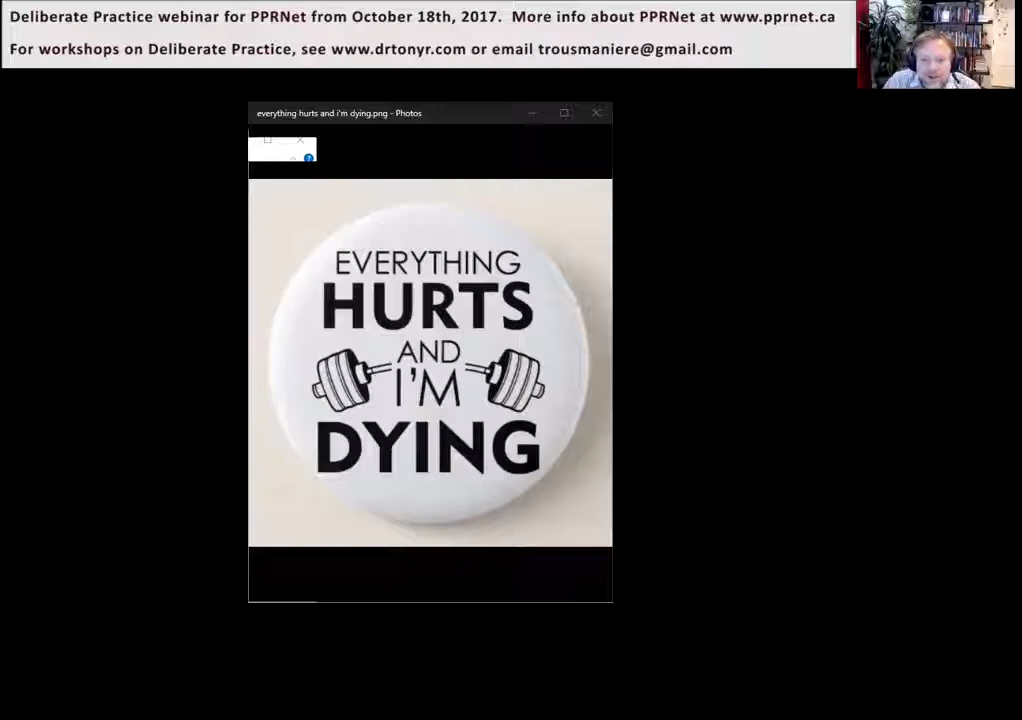 Deliberate Practice webinar for PPRNet from October 18th, 2017. More info about PPRNet at www.pprnet.ca
For workshops on Deliberate Practice, see www.drtonyr.com or email trousmaniere@gmail.com
everything hurts and i'm dying.png - Photos
EVERYTHING
HURTS
AND
I'M
DYING